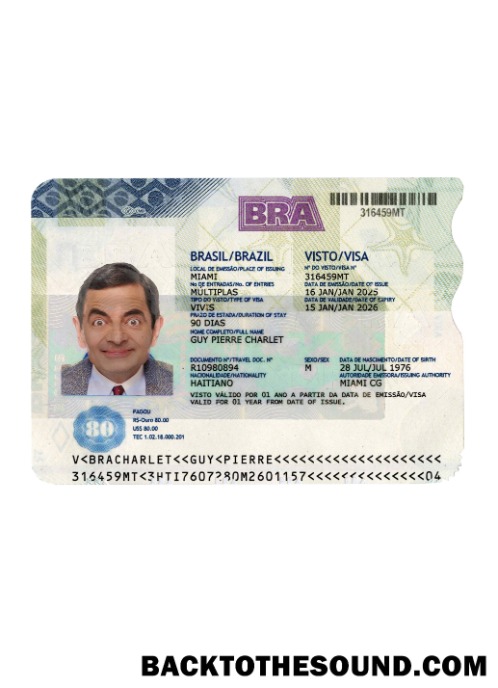 BRA
316459MT
BRASIL/BRAZIL VISTO/VISA
LOCAL DE EMISSÃO/PLACE OF ISSUING Nº DO VISTO/VISA Nº
MIAMI 316459MT
No DE ENTRADAS/No. OF ENTRIES DATA DE EMISSÃO/DATE OF ISSUE
MULTIPLAS 16 JAN/JAN 2025
TIPO DO VISTO/TYPE OF VISA DATA DE VALIDADE/DATE OF EXPIRY
VIVIS 15 JAN/JAN 2026
PRAZO DE ESTADA/DURATION OF STAY
90 DIAS
NOME COMPLETO/FULL NAME
GUY PIERRE CHARLET
DOCUMENTO Nº/TRAVEL DOC. Nº SEXO/SEX DATA DE NASCIMENTO/DATE OF BIRTH
R10980894 M 28 JUL/JUL 1976
NACIONALIDADE/NATIONALITY AUTORIDADE EMISSORA/ISSUING AUTHORITY
HAITIANO MIAMI CG
VISTO VÁLIDO POR 01 ANO A PARTIR DA DATA DE EMISSÃO/VISA
VALID FOR 01 YEAR FROM DATE OF ISSUE.
80
PAGOU
R$-Ouro 80.00
US$ 80.00
TEC 1.02.18.000.201
V<BRACHARLET<<GUY<PIERRE<<<<<<<<<<<<<<<<<<<<
316459MT<3HTI7607280M2601157<<<<<<<<<<<<<<04
BACKTOTHESOUND.COM